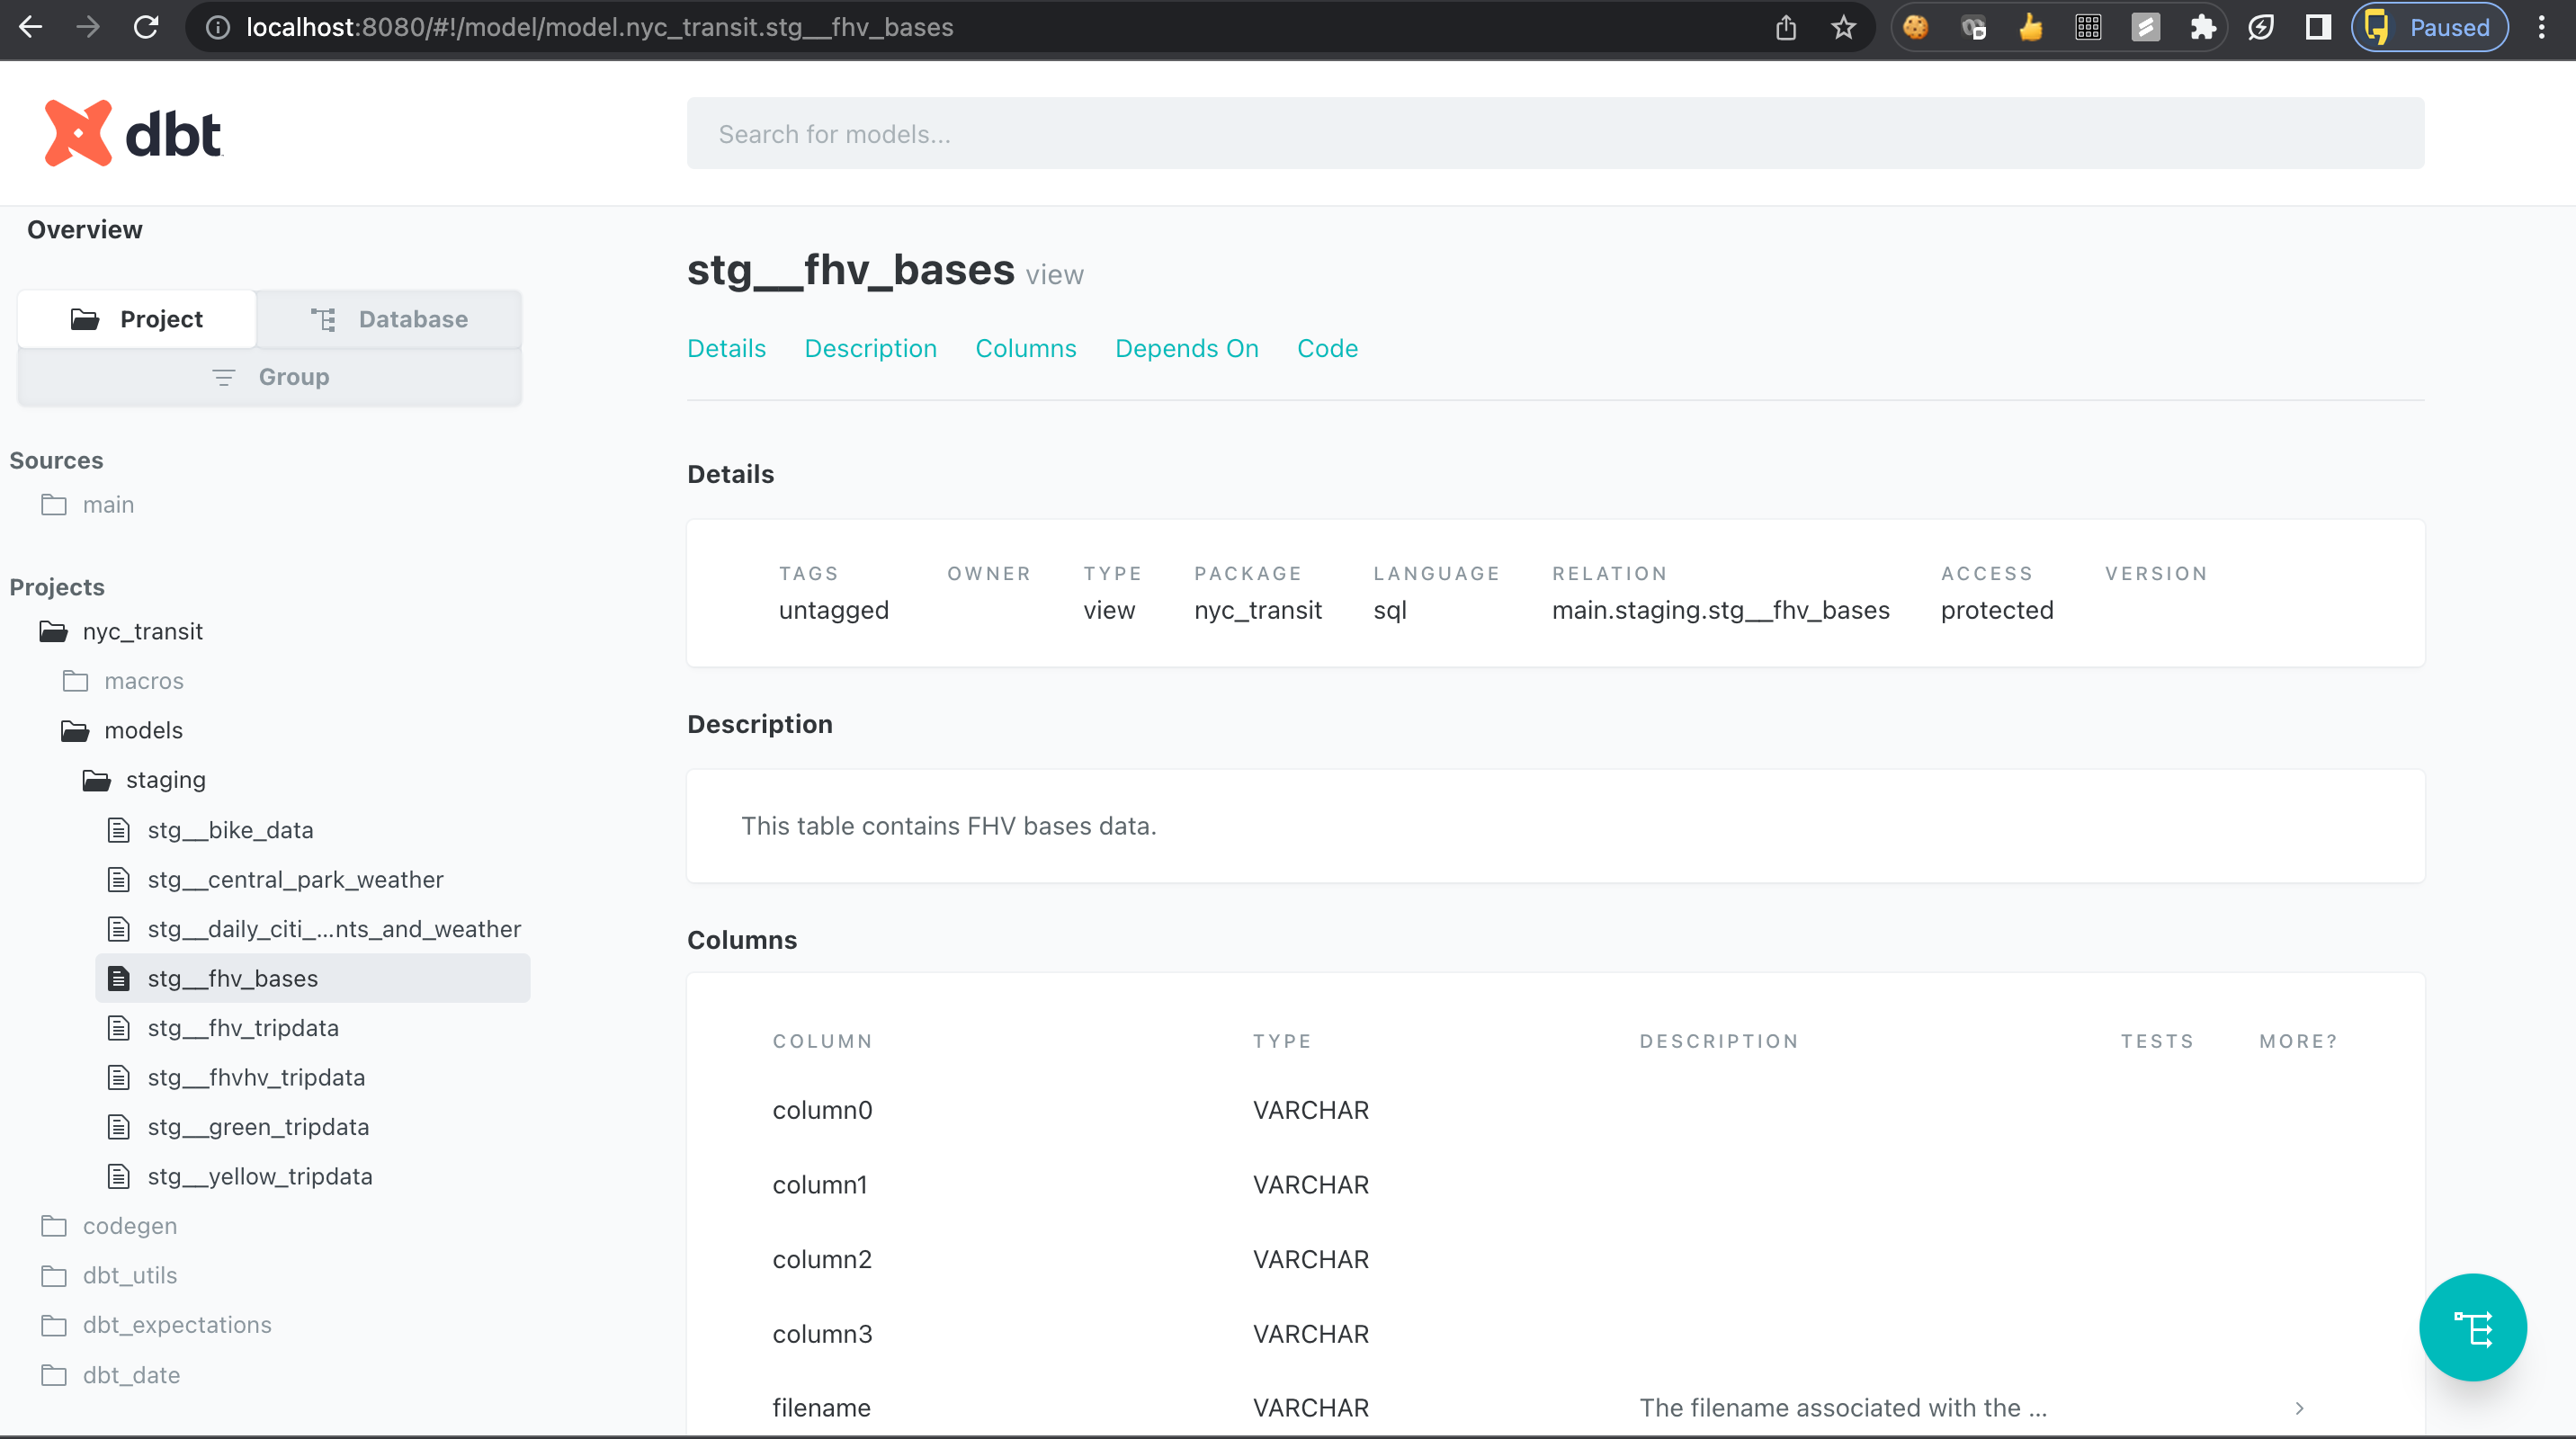 localhost:8080/#!/model/model.nyc_transit.stg__fhv_bases
Paused
dbt
Search for models...
Overview
Project
Database
Group
Sources
main
Projects
nyc_transit
macros
models
staging
stg__bike_data
stg__central_park_weather
stg__daily_citi_...nts_and_weather
stg__fhv_bases
stg__fhv_tripdata
stg__fhvhv_tripdata
stg__green_tripdata
stg__yellow_tripdata
codegen
dbt_utils
dbt_expectations
dbt_date
stg__fhv_bases view
Details Description Columns Depends On Code
Details
TAGS OWNER TYPE PACKAGE LANGUAGE RELATION ACCESS VERSION
untagged view nyc_transit sql main.staging.stg__fhv_bases protected
Description
This table contains FHV bases data.
Columns
COLUMN TYPE DESCRIPTION TESTS MORE?
column0 VARCHAR
column1 VARCHAR
column2 VARCHAR
column3 VARCHAR
filename VARCHAR The filename associated with the ...